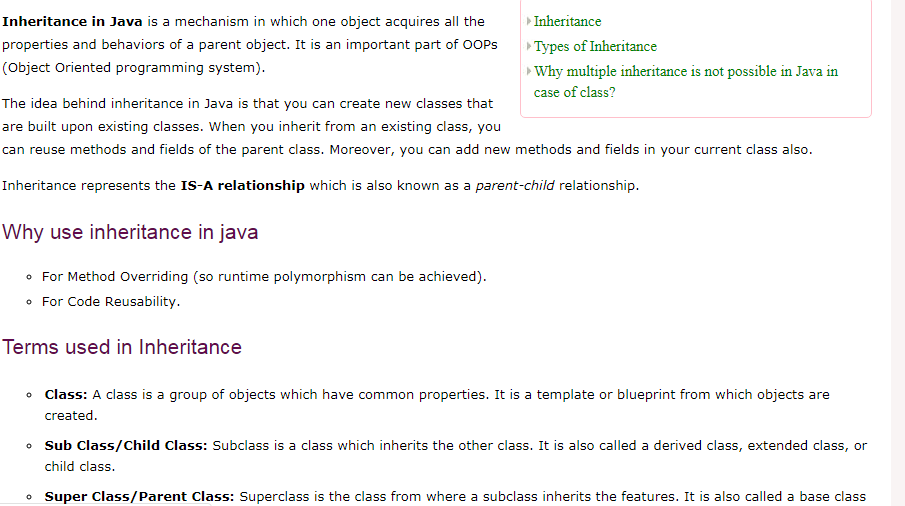 Inheritance in Java is a mechanism in which one object acquires all the
properties and behaviors of a parent object. It is an important part of OOPs
(Object Oriented programming system).
The idea behind inheritance in Java is that you can create new classes that
are built upon existing classes. When you inherit from an existing class, you
can reuse methods and fields of the parent class. Moreover, you can add new methods and fields in your current class also.
Inheritance represents the IS-A relationship which is also known as a parent-child relationship.
Inheritance
Types of Inheritance
Why multiple inheritance is not possible in Java in
case of class?
Why use inheritance in java
For Method Overriding (so runtime polymorphism can be achieved).
For Code Reusability.
Terms used in Inheritance
Class: A class is a group of objects which have common properties. It is a template or blueprint from which objects are
created.
Sub Class/Child Class: Subclass is a class which inherits the other class. It is also called a derived class, extended class, or
child class.
Super Class/Parent Class: Superclass is the class from where a subclass inherits the features. It is also called a base class